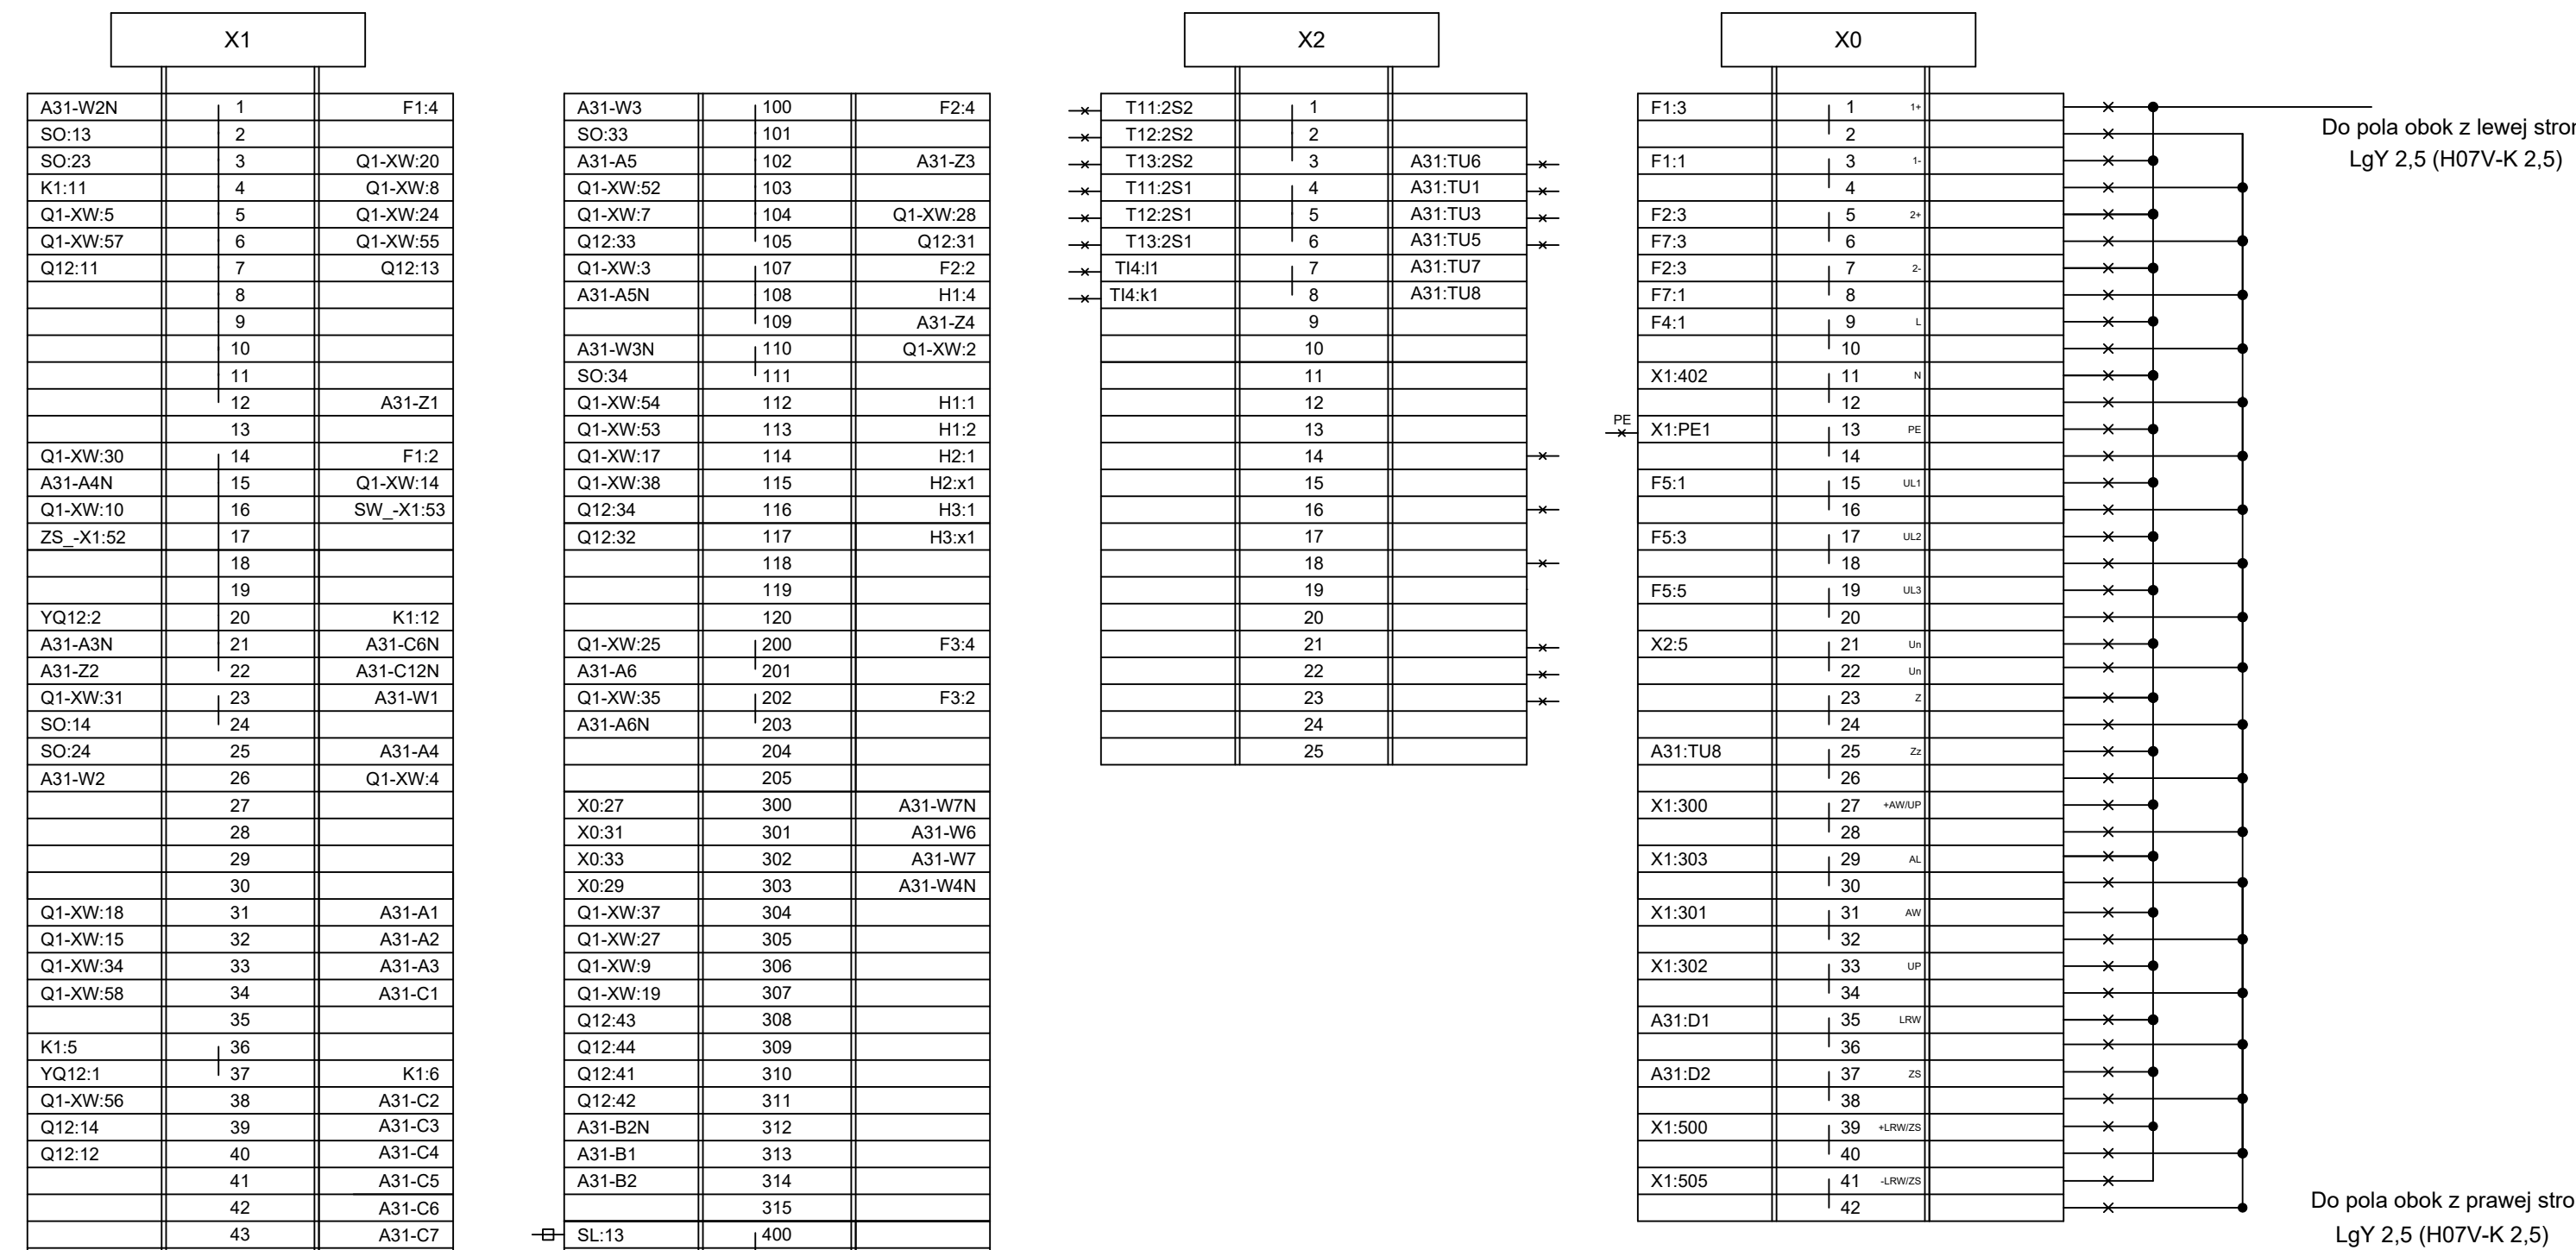 X1
A31-W2N 1 F1:4
SO:13 2
SO:23 3 Q1-XW:20
K1:11 4 Q1-XW:8
Q1-XW:5 5 Q1-XW:24
Q1-XW:57 6 Q1-XW:55
Q12:11 7 Q12:13
8
9
10
11
12 A31-Z1
13
Q1-XW:30 14 F1:2
A31-A4N 15 Q1-XW:14
Q1-XW:10 16 SW_-X1:53
ZS_-X1:52 17
18
19
YQ12:2 20 K1:12
A31-A3N 21 A31-C6N
A31-Z2 22 A31-C12N
Q1-XW:31 23 A31-W1
SO:14 24
SO:24 25 A31-A4
A31-W2 26 Q1-XW:4
27
28
29
30
Q1-XW:18 31 A31-A1
Q1-XW:15 32 A31-A2
Q1-XW:34 33 A31-A3
Q1-XW:58 34 A31-C1
35
K1:5 36
YQ12:1 37 K1:6
Q1-XW:56 38 A31-C2
Q12:14 39 A31-C3
Q12:12 40 A31-C4
41 A31-C5
42 A31-C6
43 A31-C7
A31-W3 100 F2:4
SO:33 101
A31-A5 102 A31-Z3
Q1-XW:52 103
Q1-XW:7 104 Q1-XW:28
Q12:33 105 Q12:31
Q1-XW:3 107 F2:2
A31-A5N 108 H1:4
109 A31-Z4
A31-W3N 110 Q1-XW:2
SO:34 111
Q1-XW:54 112 H1:1
Q1-XW:53 113 H1:2
Q1-XW:17 114 H2:1
Q1-XW:38 115 H2:x1
Q12:34 116 H3:1
Q12:32 117 H3:x1
118
119
120
Q1-XW:25 200 F3:4
A31-A6 201
Q1-XW:35 202 F3:2
A31-A6N 203
204
205
X0:27 300 A31-W7N
X0:31 301 A31-W6
X0:33 302 A31-W7
X0:29 303 A31-W4N
Q1-XW:37 304
Q1-XW:27 305
Q1-XW:9 306
Q1-XW:19 307
Q12:43 308
Q12:44 309
Q12:41 310
Q12:42 311
A31-B2N 312
A31-B1 313
A31-B2 314
315
SL:13 400
X2
T11:2S2 1
T12:2S2 2
T13:2S2 3 A31:TU6
T11:2S1 4 A31:TU1
T12:2S1 5 A31:TU3
T13:2S1 6 A31:TU5
TI4:l1 7 A31:TU7
TI4:k1 8 A31:TU8
9
10
11
12
13
14
15
16
17
18
19
20
21
22
23
24
25
X0
F1:3 1 1+
2
F1:1 3 1-
4
F2:3 5 2+
F7:3 6
F2:3 7 2-
F7:1 8
F4:1 9 L
10
X1:402 11 N
12
PE X1:PE1 13 PE
14
F5:1 15 UL1
16
F5:3 17 UL2
18
F5:5 19 UL3
20
X2:5 21 Un
22 Un
23 Z
24
A31:TU8 25 Zz
26
X1:300 27 +AW/UP
28
X1:303 29 AL
30
X1:301 31 AW
32
X1:302 33 UP
34
A31:D1 35 LRW
36
A31:D2 37 ZS
38
X1:500 39 +LRW/ZS
40
X1:505 41 -LRW/ZS
42
Do pola obok z lewej stron
LgY 2,5 (H07V-K 2,5)
Do pola obok z prawej stro
LgY 2,5 (H07V-K 2,5)